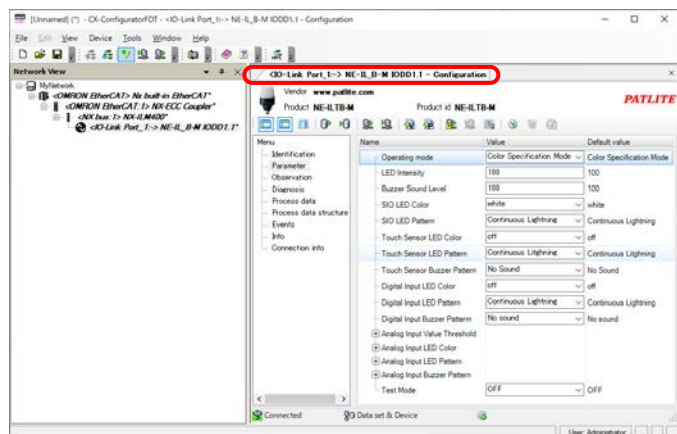 [Unnamed] (*) - CX-ConfiguratorFDT - <IO-Link Port_1:-> NE-IL_B-M IODD1.1 - Configuration
File Edit View Device Tools Window Help
Network View
<IO-Link Port_1:-> NE-IL_B-M IODD1.1 - Configuration
MyNetwork
<OMRON EtherCAT> Nx built-in EtherCAT*
<OMRON EtherCAT:1> NX-ECC Coupler*
<NX bus:1> NX-ILM400*
<IO-Link Port_1:-> NE-IL_B-M IODD1.1*
Vendor www.patlite.com
Product NE-ILTB-M Product id NE-ILTB-M
PATLITE
Menu
Identification
Parameter
Observation
Diagnosis
Process data
Process data structure
Events
Info
Connection info
Name Value Default value
Operating mode Color Specification Mode Color Specification Mode
LED Intensity 100 100
Buzzer Sound Level 100 100
SIO LED Color white white
SIO LED Pattern Continuous Lightning Continuous Lightning
Touch Sensor LED Color off off
Touch Sensor LED Pattern Continuous Litghning Continuous Litghning
Touch Sensor Buzzer Pattern No Sound No Sound
Digital Input LED Color off off
Digital Input LED Pattern Continuous Lightning Continuous Lightning
Digital Input Buzzer Pattern No sound No sound
Analog Input Value Threshold
Analog Input LED Color
Analog Input LED Pattern
Analog Input Buzzer Pattern
Test Mode OFF OFF
Connected Data set & Device
User: Administrator